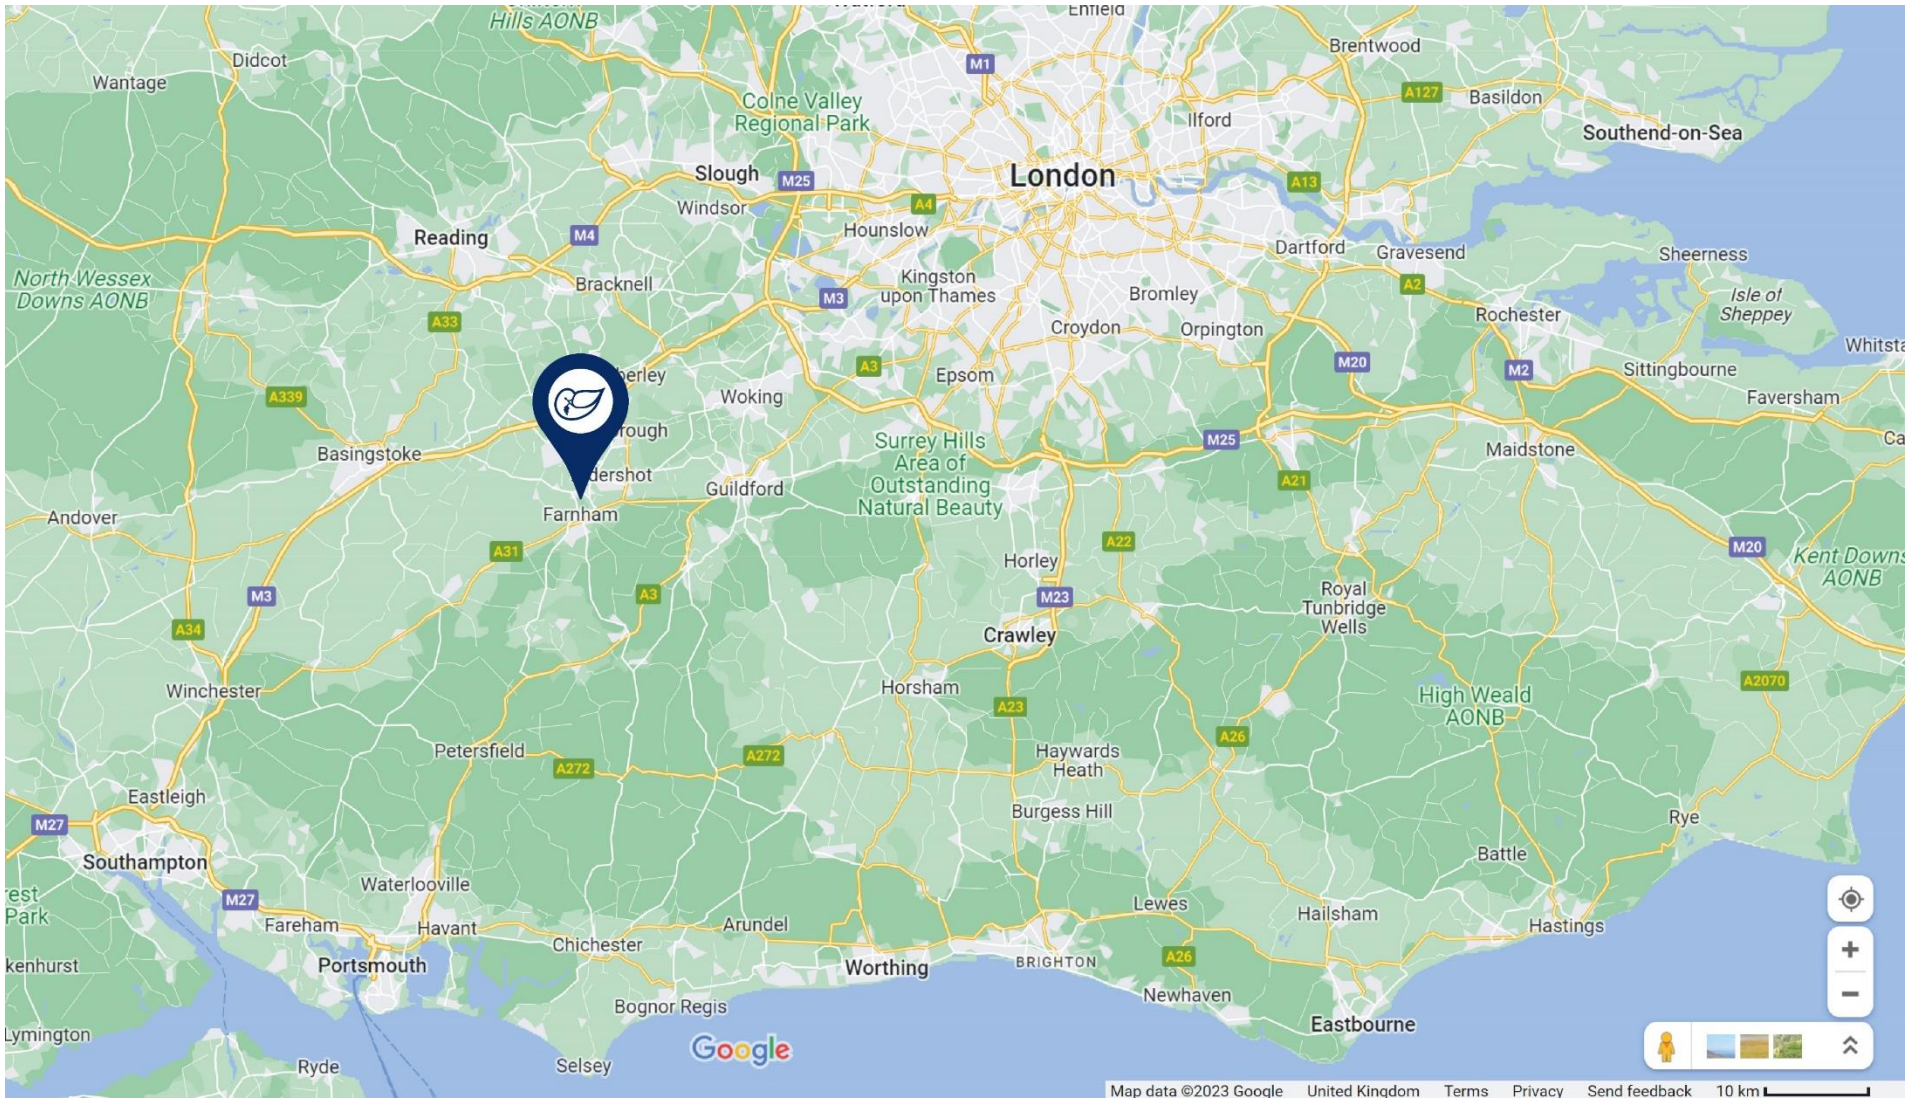 Hills AONB
Enfield
Didcot
Wantage
M1
Brentwood
A127
Basildon
Colne Valley
Regional Park
Ilford
Southend-on-Sea
Slough
M25
London
A13
Windsor
A4
Hounslow
Reading
M4
Dartford
Gravesend
Sheerness
North Wessex
Downs AONB
Bracknell
Kingston
upon Thames
M3
Bromley
A2
Isle of
Sheppey
A33
Croydon
Orpington
Rochester
Whitsta
A3
M20
M2
Sittingbourne
berley
Epsom
A339
Woking
Faversham
rough
Basingstoke
Surrey Hills
Area of
Outstanding
Natural Beauty
M25
Maidstone
Ca
dershot
Guildford
A21
Andover
Farnham
A31
A22
M20
Kent Downs
AONB
Horley
M3
A3
M23
Royal
Tunbridge
Wells
A34
Crawley
Winchester
Horsham
A23
High Weald
AONB
A2070
Petersfield
A272
A272
Haywards
Heath
A26
Eastleigh
M27
Burgess Hill
Rye
Southampton
Battle
Waterlooville
rest
Park
M27
Fareham
Havant
Chichester
Arundel
Lewes
Hailsham
Hastings
kenhurst
Portsmouth
Worthing
BRIGHTON
A26
Newhaven
Bognor Regis
Eastbourne
Lymington
Google
Ryde
Selsey
Map data ©2023 Google United Kingdom Terms Privacy Send feedback 10 km